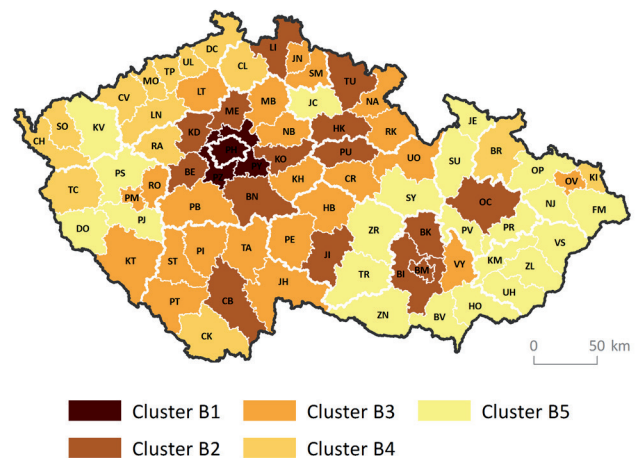 DC
LI
JN
UL
TP
CL
SM
MO
TU
CV
LT
MB
JC
NA
ME
LN
JE
SO
KV
KD
HK
RK
CH
RA
PH
NB
SU
BR
KO
PU
UO
OP
OV
KI
PS
BE
TC
RO
KH
CR
SY
NJ
FM
PM
BN
OC
PB
HB
DO
PJ
ZR
BK
PV
PR
VS
KT
ST
PI
TA
PE
JI
KM
ZL
BI
BM
VY
TR
PT
CB
JH
UH
HO
ZN
BV
CK
0 50 km
Cluster B1 Cluster B3 Cluster B5
Cluster B2 Cluster B4